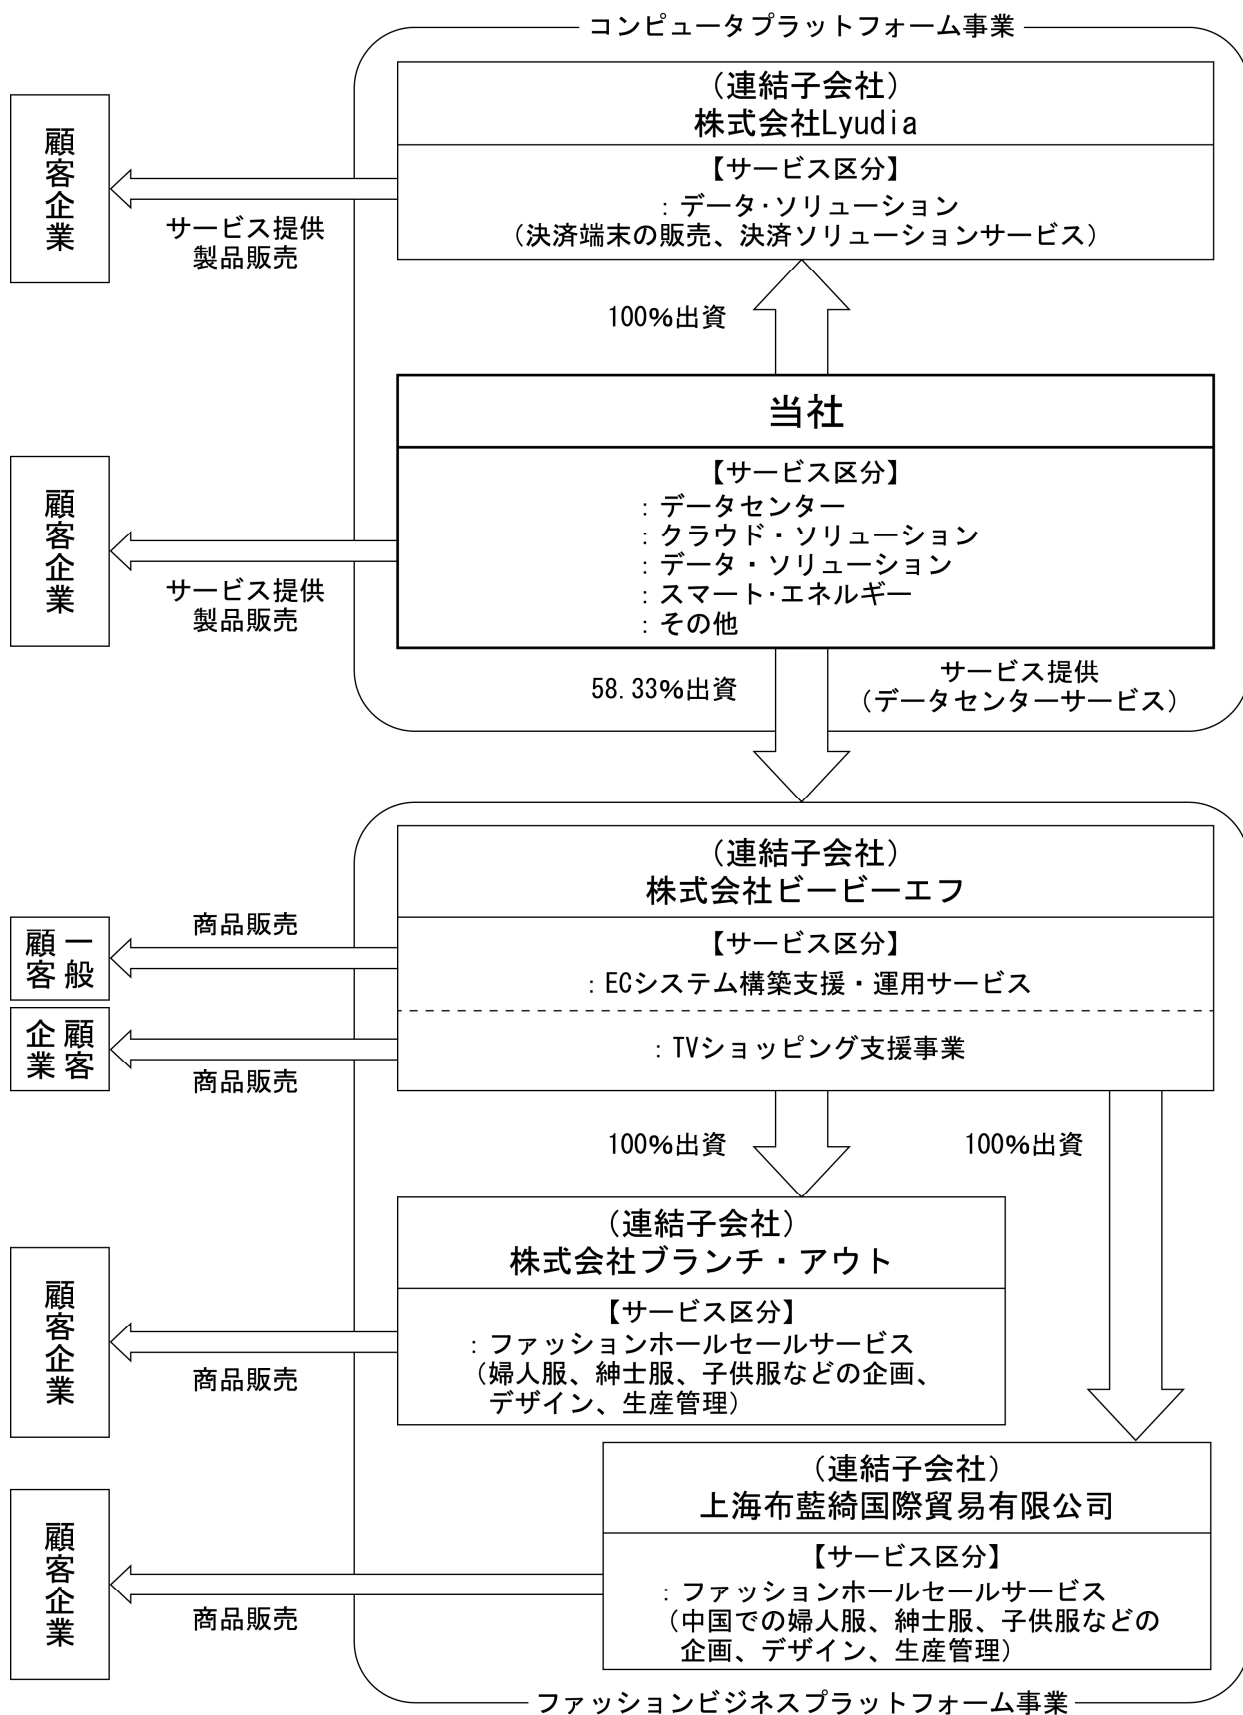 コンピュータプラットフォーム事業
(連結子会社)
株式会社Lyudia
【サービス区分】
：データ･ソリューション
(決済端末の販売、決済ソリューションサービス)
顧客企業
サービス提供
製品販売
100%出資
当社
【サービス区分】
：データセンター
：クラウド・ソリューション
：データ・ソリューション
：スマート･エネルギー
：その他
顧客企業
サービス提供
製品販売
58.33%出資
サービス提供
(データセンターサービス)
(連結子会社)
株式会社ビービーエフ
【サービス区分】
：ECシステム構築支援・運用サービス
：TVショッピング支援事業
商品販売
一般
顧客
顧客
企業
商品販売
100%出資
100%出資
(連結子会社)
株式会社ブランチ・アウト
【サービス区分】
：ファッションホールセールサービス
(婦人服、紳士服、子供服などの企画、
デザイン、生産管理)
顧客企業
商品販売
(連結子会社)
上海布藍綺国際貿易有限公司
【サービス区分】
：ファッションホールセールサービス
(中国での婦人服、紳士服、子供服などの
企画、デザイン、生産管理)
顧客企業
商品販売
ファッションビジネスプラットフォーム事業